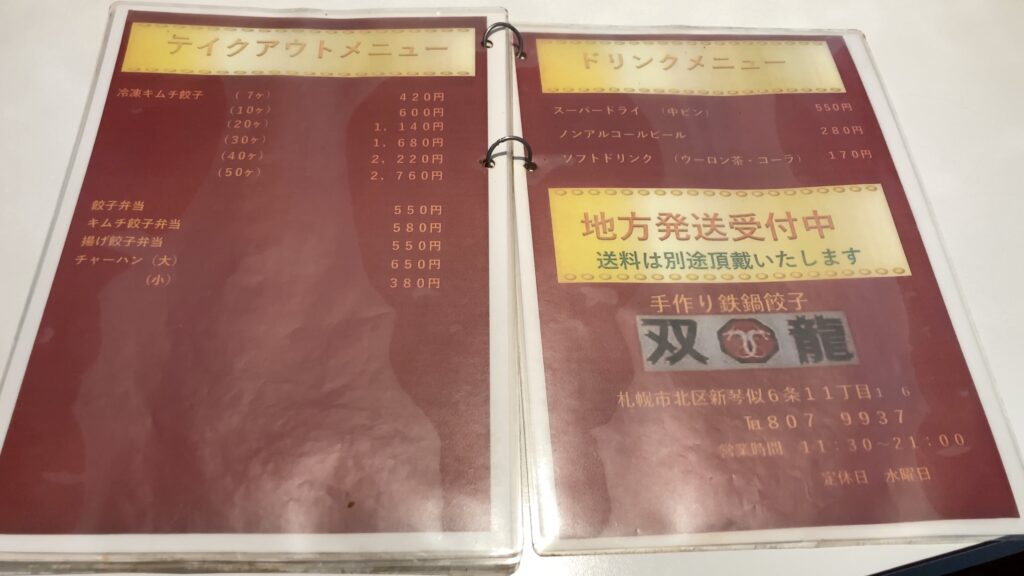 テイクアウトメニュー
冷凍キムチ餃子 (7ヶ) 420円
(10ヶ) 600円
(20ヶ) 1.140円
(30ヶ) 1.680円
(40ヶ) 2.220円
(50ヶ) 2.760円
餃子弁当 550円
キムチ餃子弁当 580円
揚げ餃子弁当 550円
チャーハン (大) 650円
(小) 380円
ドリンクメニュー
スーパードライ (中ビン) 550円
ノンアルコールビール 280円
ソフトドリンク (ウーロン茶・コーラ) 170円
地方発送受付中
送料は別途頂戴いたします
手作り鉄鍋餃子
双龍
札幌市北区新琴似6条11丁目1 6
℡807 9937
営業時間 11:30~21:00
定休日 水曜日